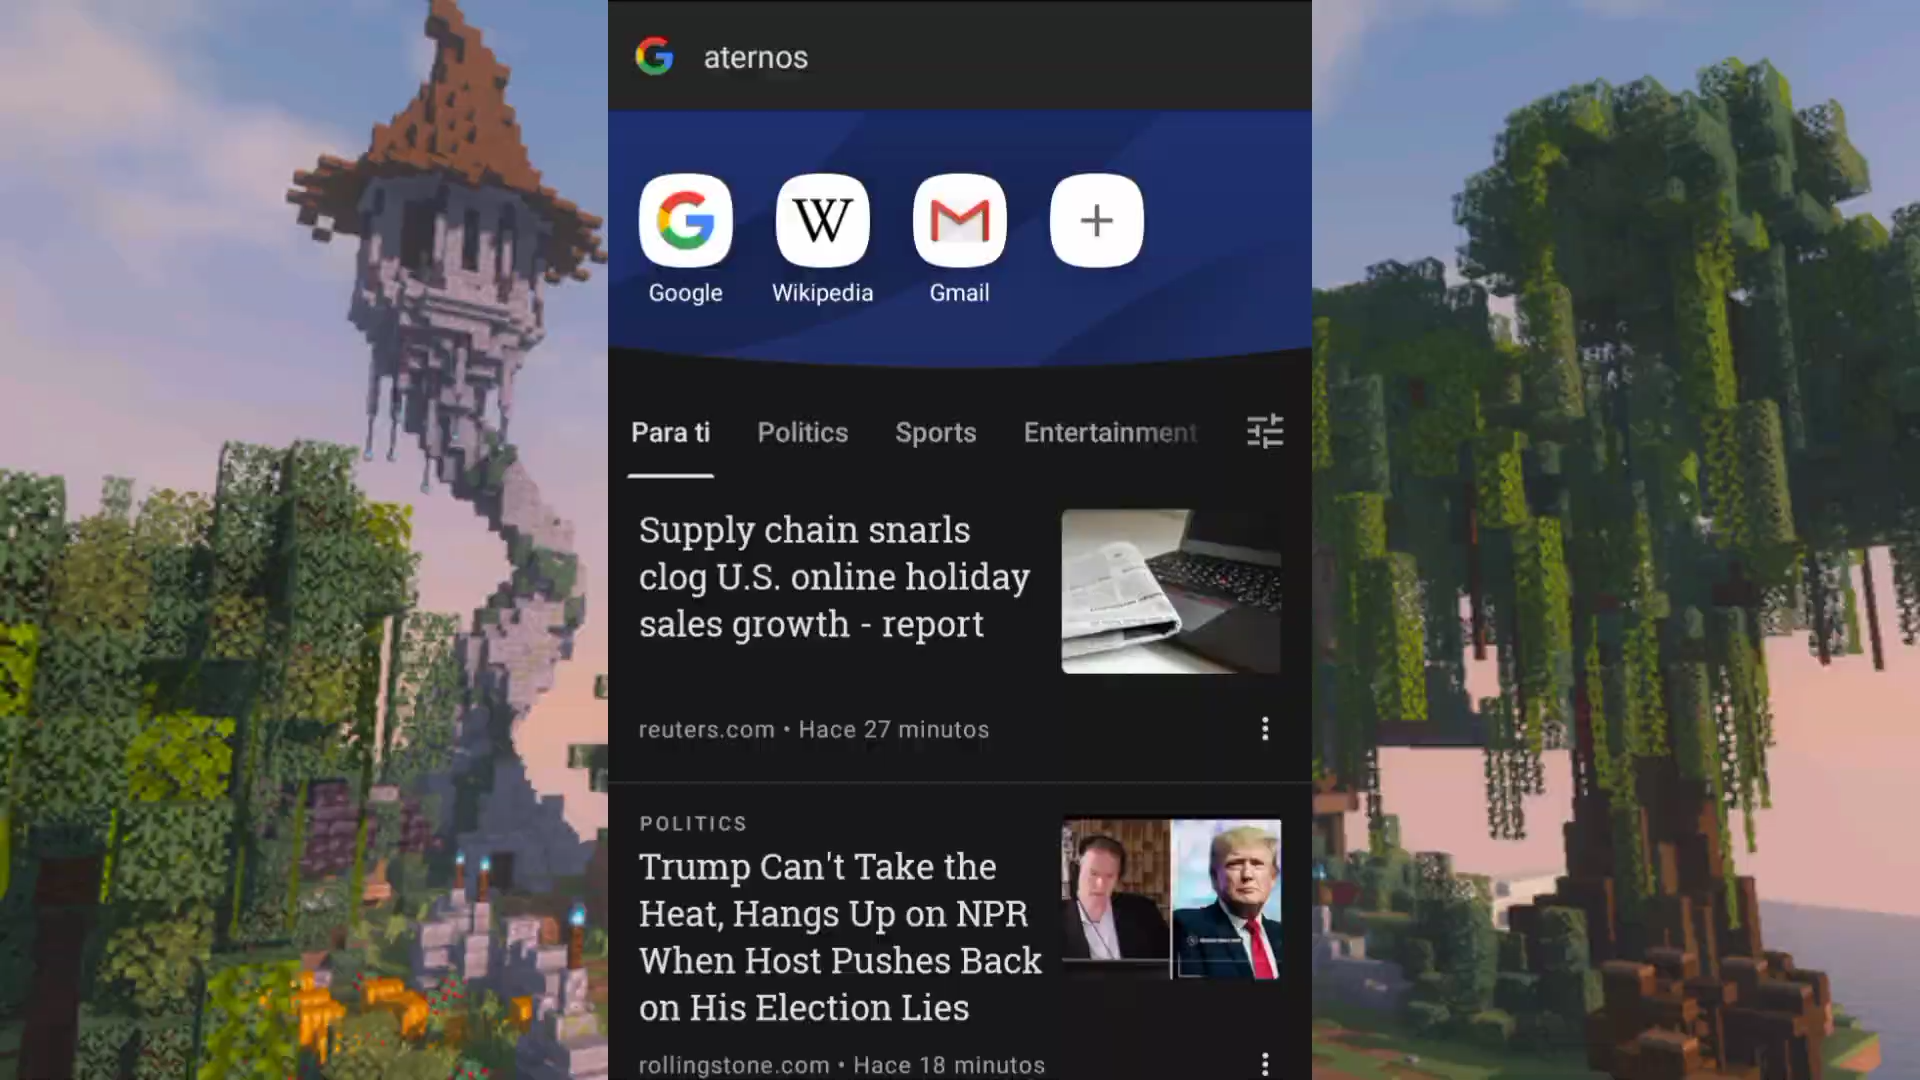 aternos
W
Google
Wikipedia
Gmail
Para ti
Politics
Sports
Entertainment
Supply chain snarls
clog U.S. online holiday
sales growth - report
reuters.com • Hace 27 minutos
POLITICS
Trump Can't Take the
Heat, Hangs Up on NPR
When Host Pushes Back
on His Election Lies
rollingstone.com • Hace 18 minutos